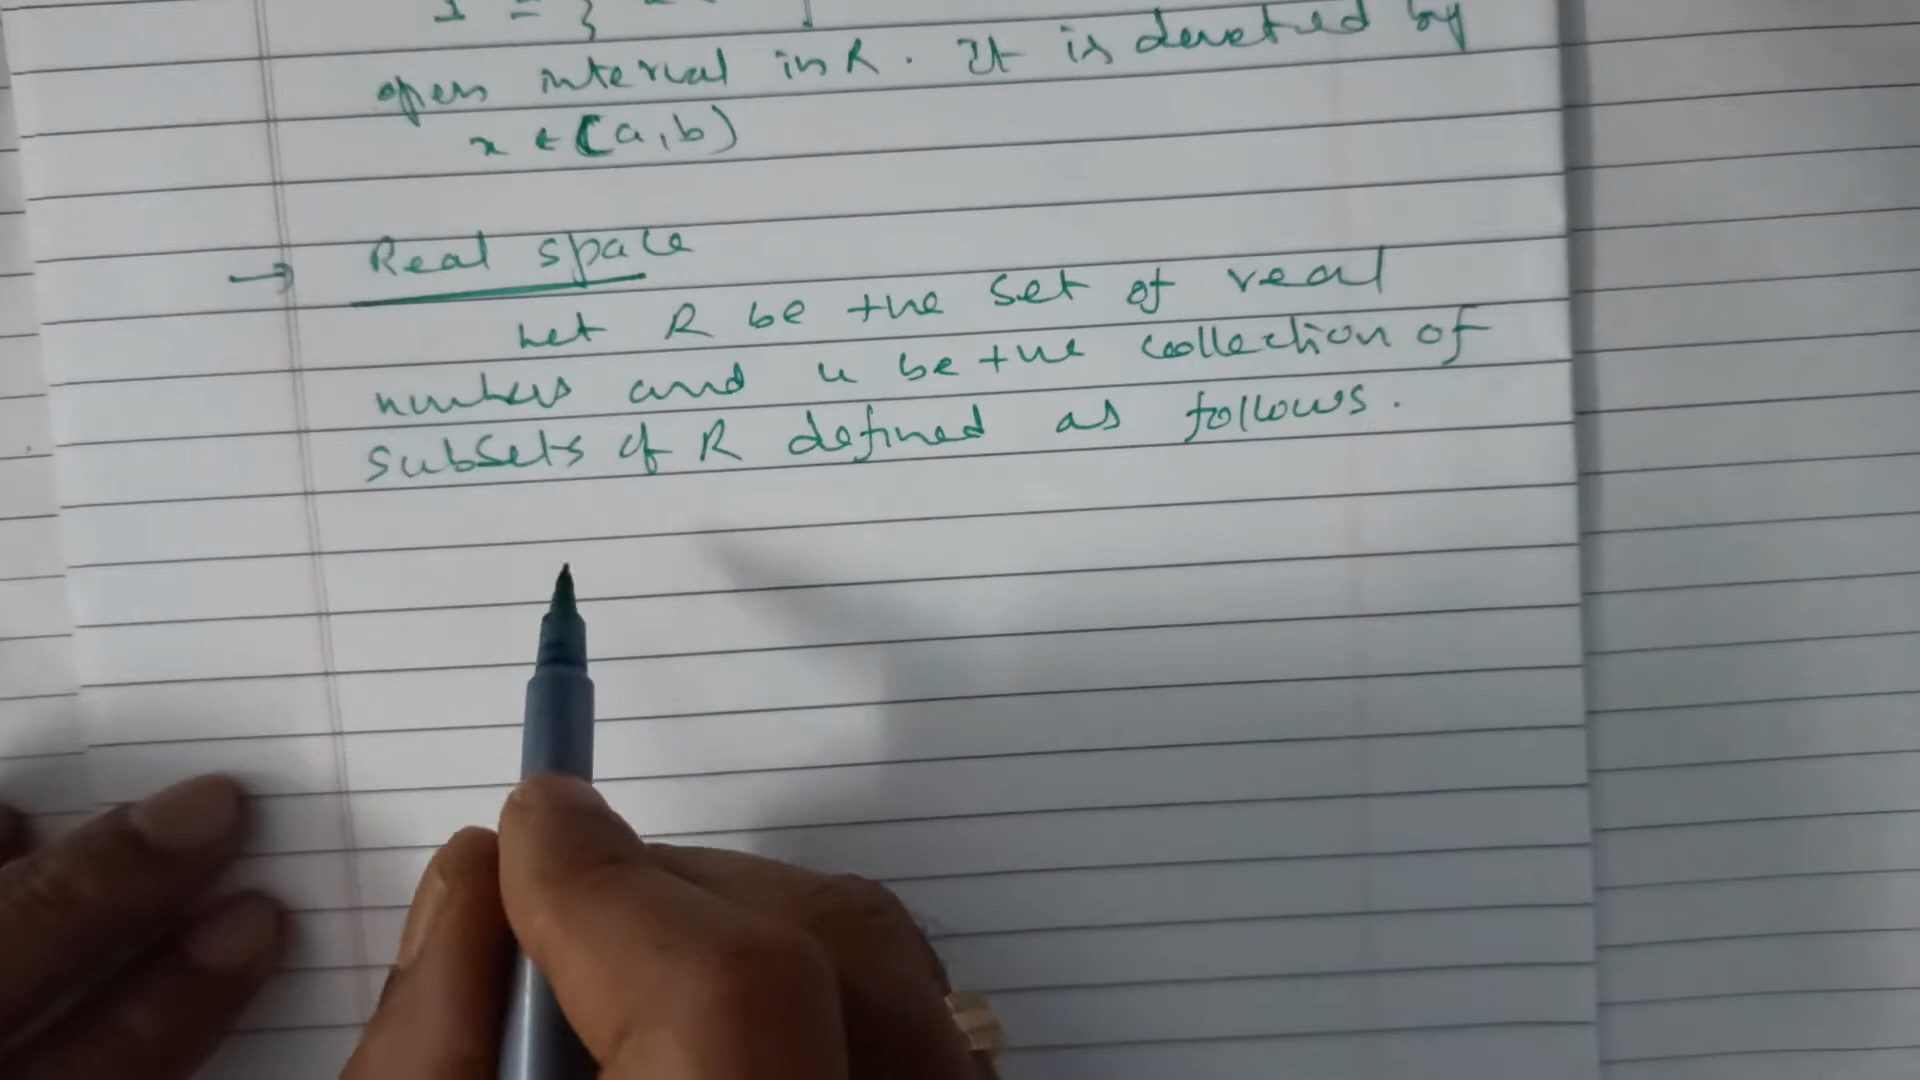 open interval in R. It is denoted by
x ∈ (a,b)
→ Real space
Let R be the set of real
numbers and u be the collection of
subsets of R defined as follows.